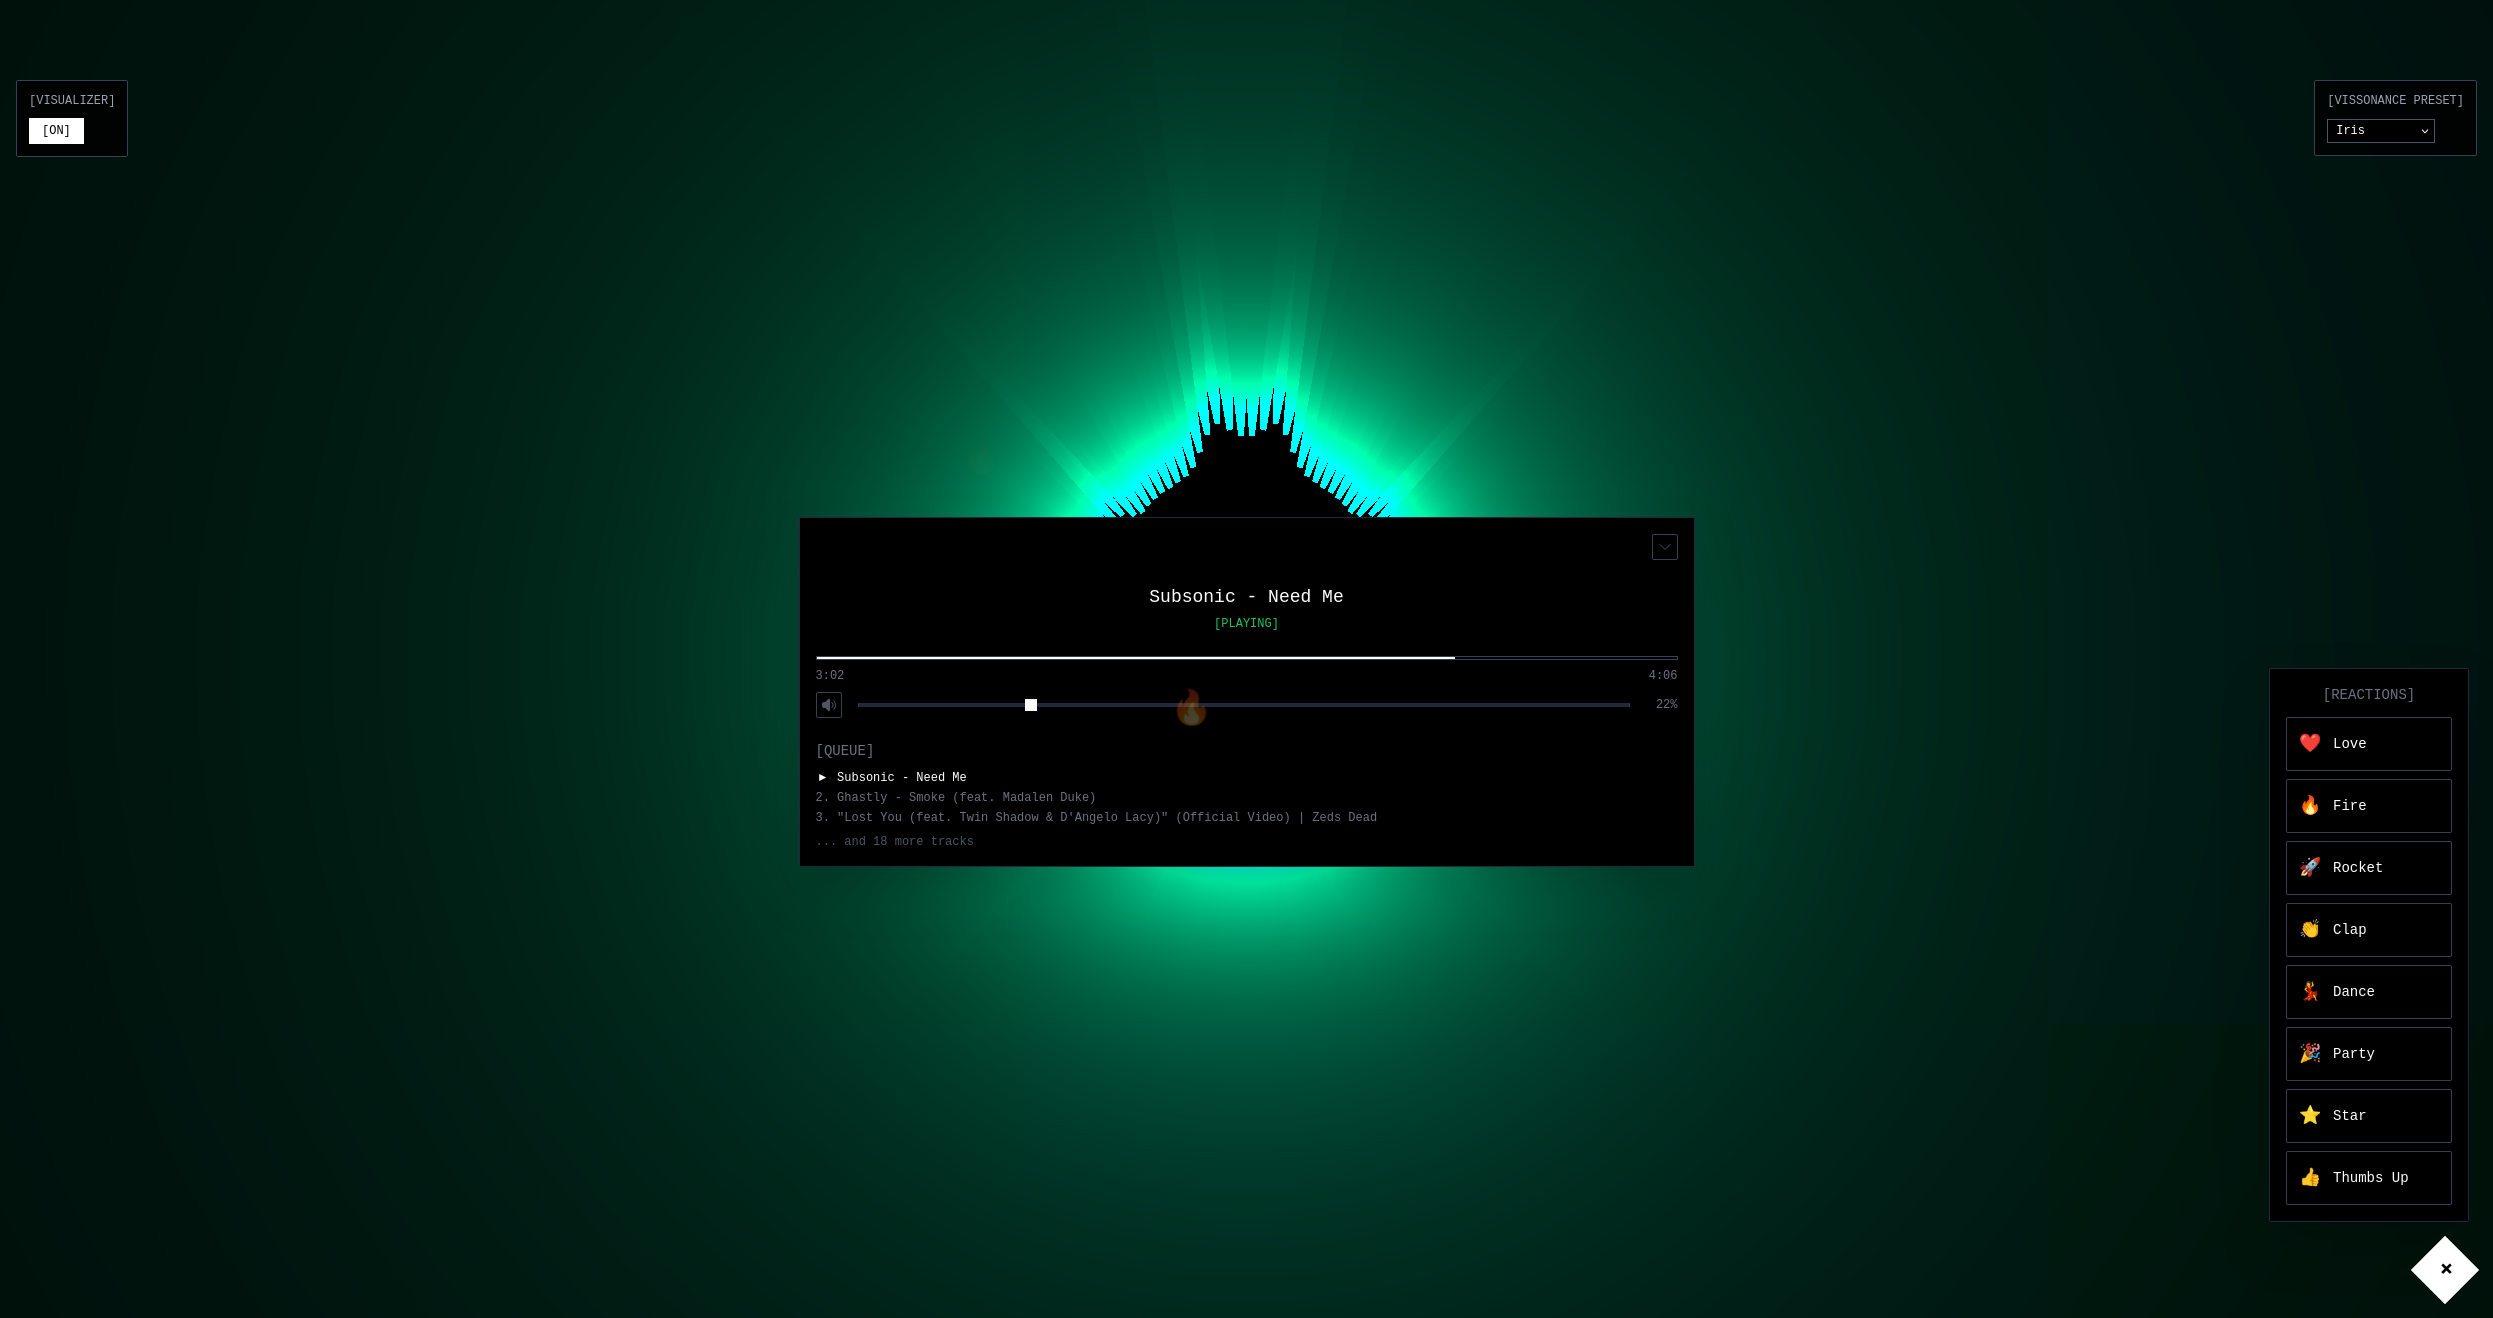 [VISUALIZER]
[ON]
[VISSONANCE PRESET]
Iris
Subsonic - Need Me
[PLAYING]
3:02
4:06
22%
[QUEUE]
► Subsonic - Need Me
2. Ghastly - Smoke (feat. Madalen Duke)
3. "Lost You (feat. Twin Shadow & D'Angelo Lacy)" (Official Video) | Zeds Dead
... and 18 more tracks
[REACTIONS]
Love
Fire
Rocket
Clap
Dance
Party
Star
Thumbs Up
×